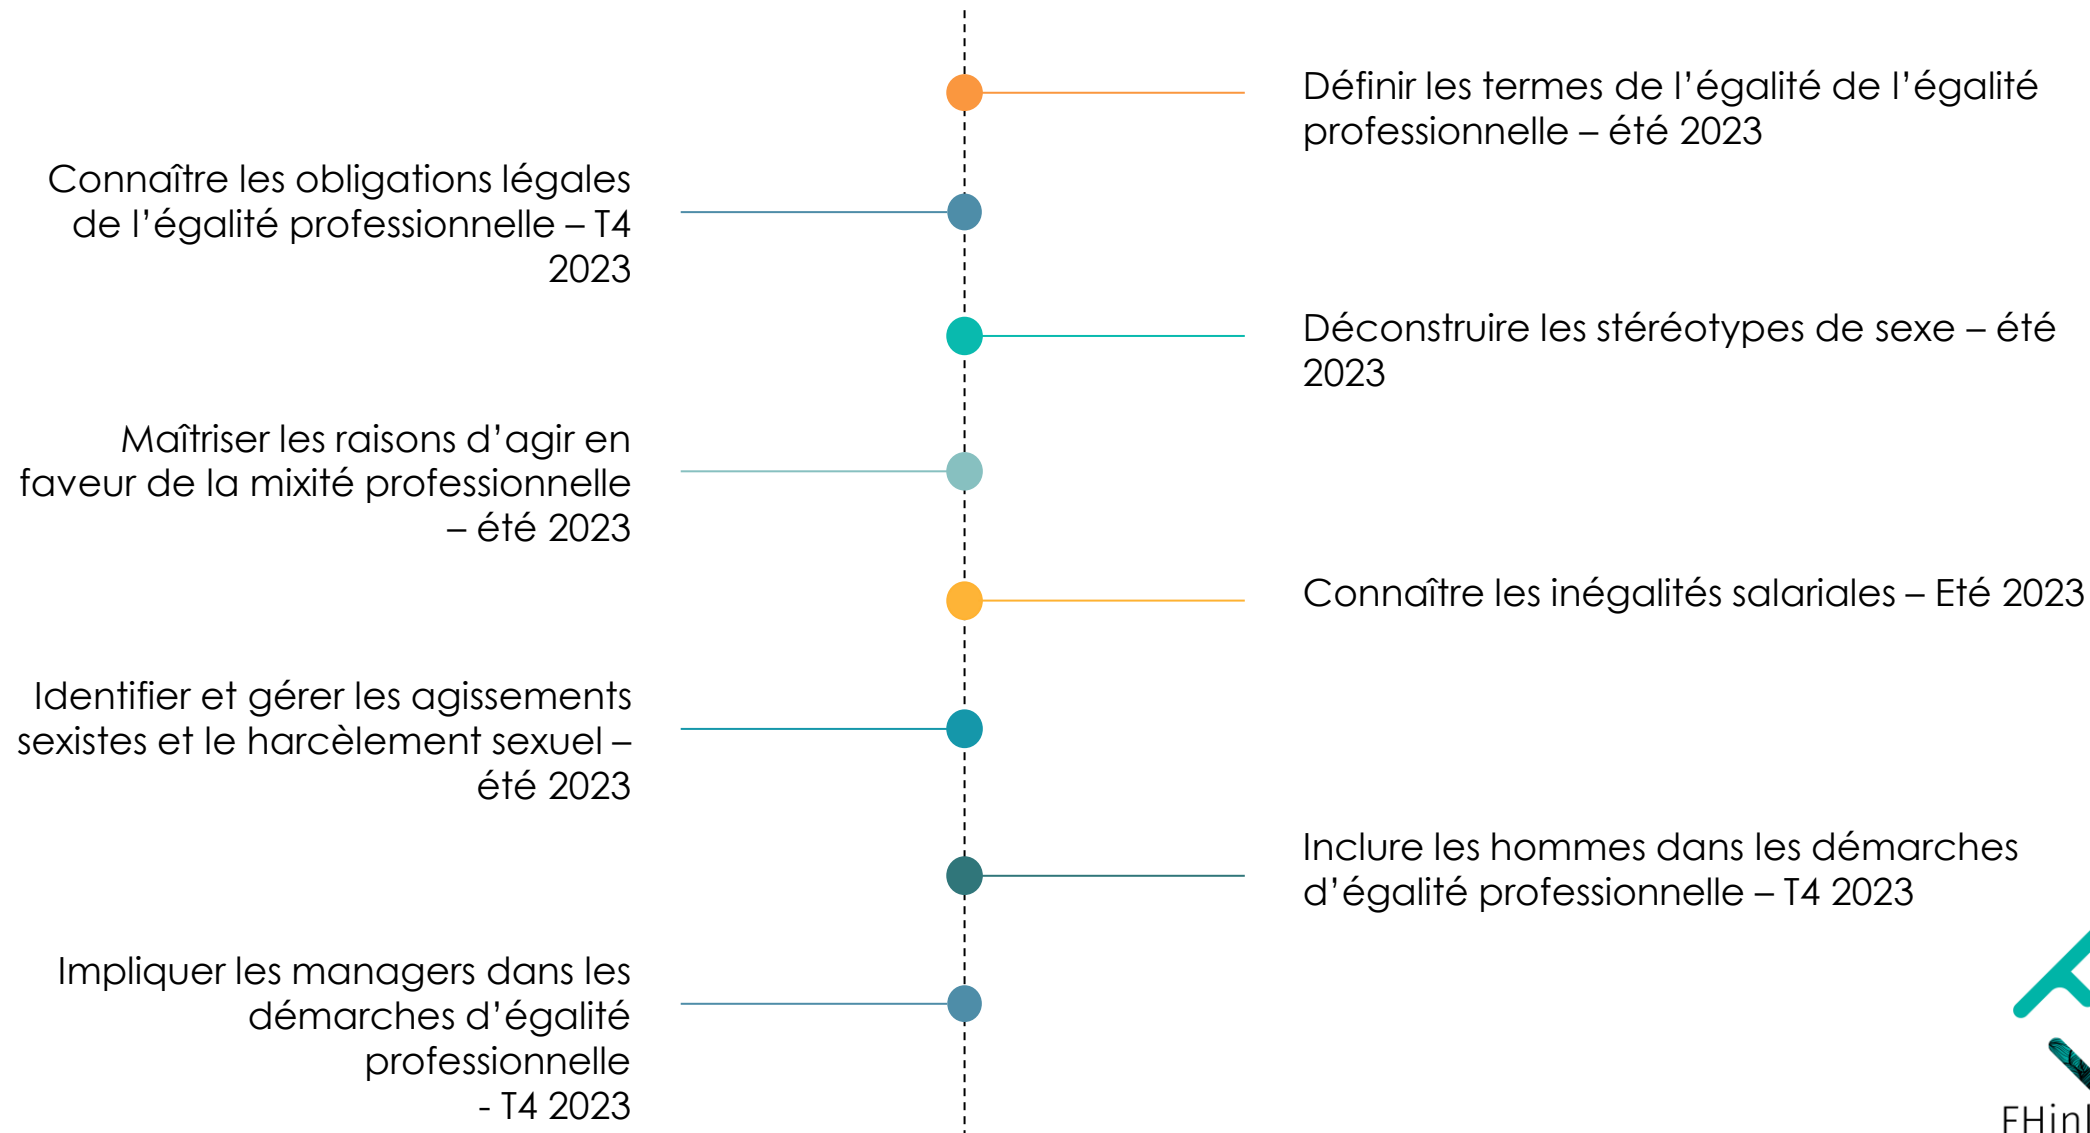 Définir les termes de l’égalité de l’égalité
professionnelle – été 2023
Connaître les obligations légales
de l’égalité professionnelle – T4
2023
Déconstruire les stéréotypes de sexe – été
2023
Maîtriser les raisons d’agir en
faveur de la mixité professionnelle
– été 2023
Connaître les inégalités salariales – Eté 2023
Identifier et gérer les agissements
sexistes et le harcèlement sexuel –
été 2023
Inclure les hommes dans les démarches
d’égalité professionnelle – T4 2023
Impliquer les managers dans les
démarches d’égalité
professionnelle
- T4 2023